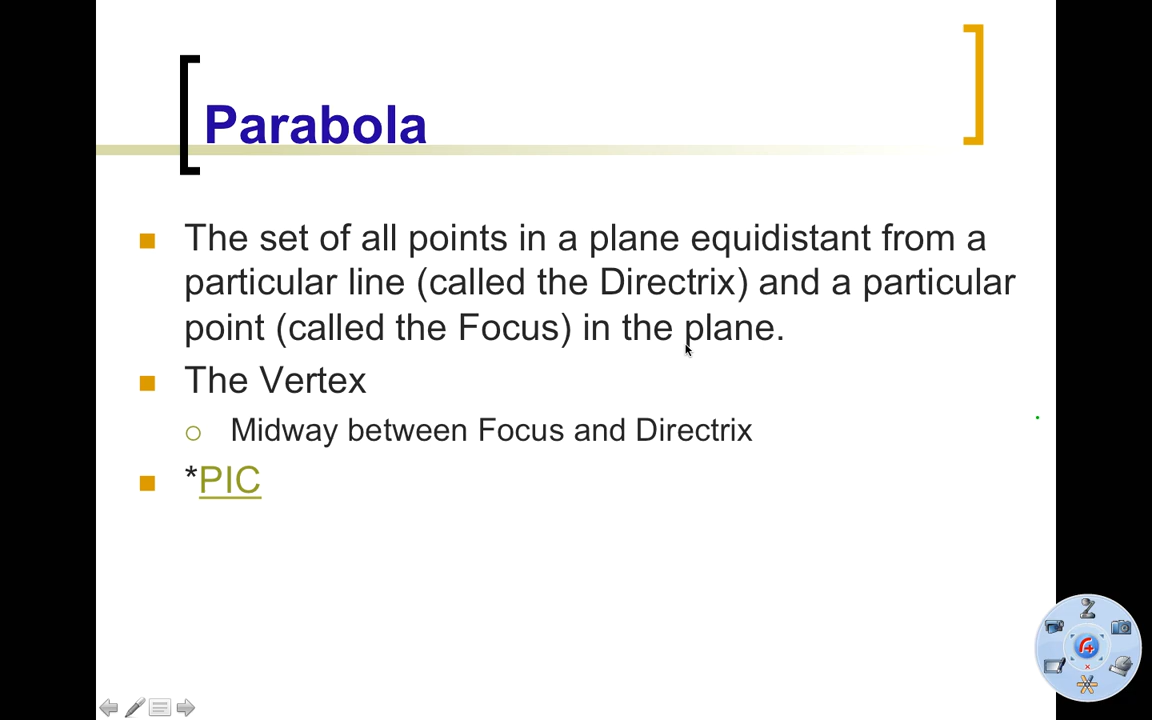 Parabola
The set of all points in a plane equidistant from a
particular line (called the Directrix) and a particular
point (called the Focus) in the plane.
The Vertex
Midway between Focus and Directrix
*PIC